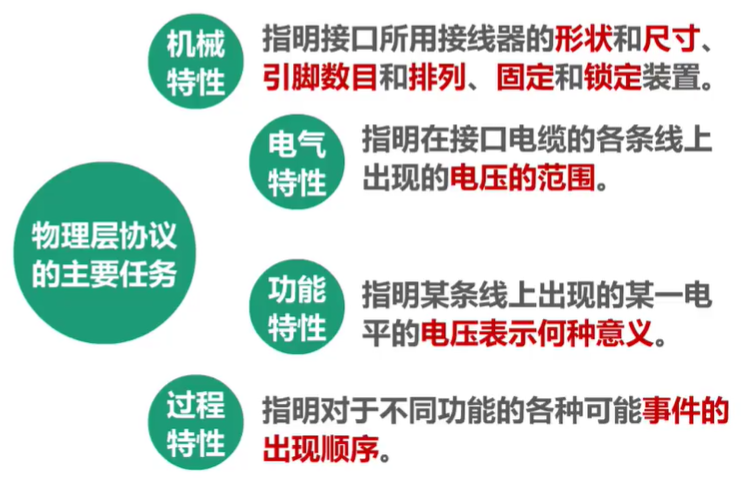 机械
特性
指明接口所用接线器的形状和尺寸、
引脚数目和排列、固定和锁定装置。
电气
特性
指明在接口电缆的各条线上
出现的电压的范围。
物理层协议
的主要任务
功能
特性
指明某条线上出现的某一电
平的电压表示何种意义。
过程
特性
指明对于不同功能的各种可能事件的
出现顺序。